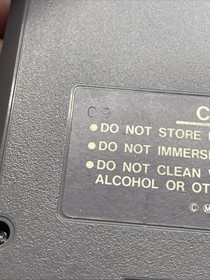 C
• DO NOT STORE
• DO NOT IMMERS
• DO NOT CLEAN
ALCOHOL OR OT
© M